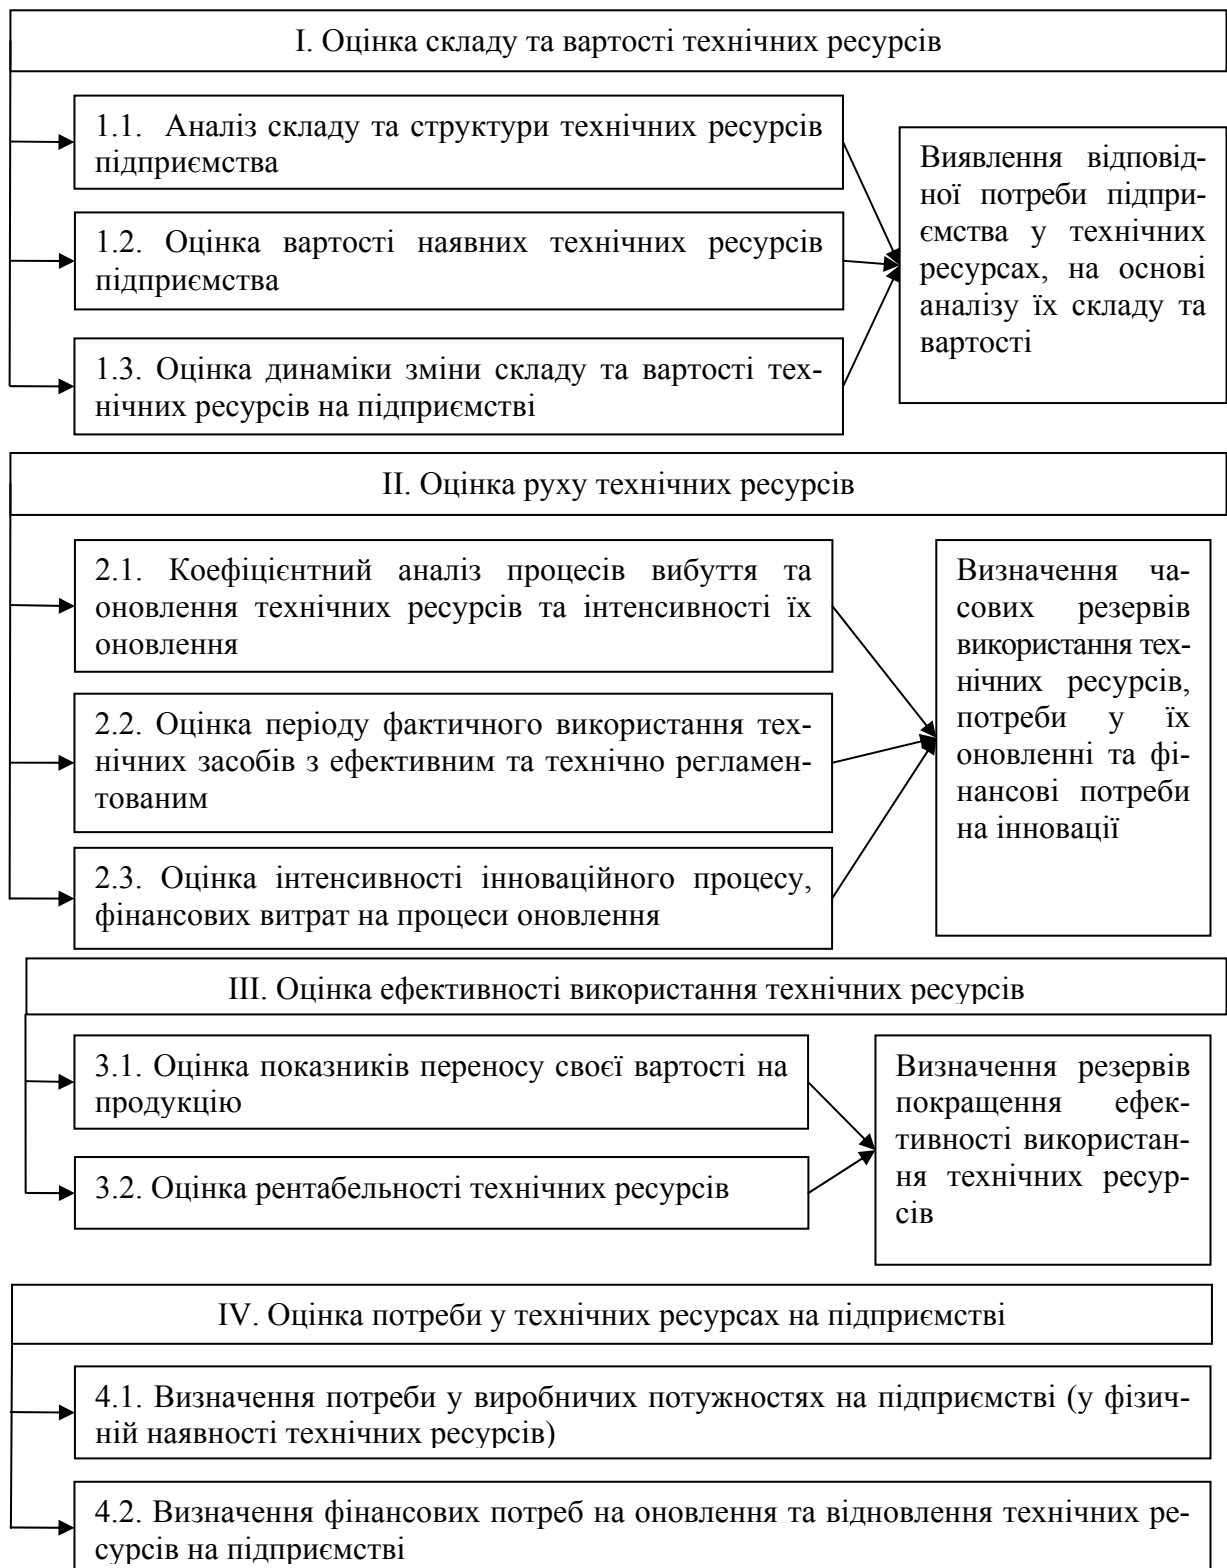 I. Оцінка складу та вартості технічних ресурсів
1.1. Аналіз складу та структури технічних ресурсів
підприємства
1.2. Оцінка вартості наявних технічних ресурсів
підприємства
1.3. Оцінка динаміки зміни складу та вартості тех-
нічних ресурсів на підприємстві
Виявлення відповід-
ної потреби підпри-
ємства у технічних
ресурсах, на основі
аналізу їх складу та
вартості
II. Оцінка руху технічних ресурсів
2.1. Коефіцієнтний аналіз процесів вибуття та
оновлення технічних ресурсів та інтенсивності їх
оновлення
2.2. Оцінка періоду фактичного використання тех-
нічних засобів з ефективним та технічно регламен-
тованим
2.3. Оцінка інтенсивності інноваційного процесу,
фінансових витрат на процеси оновлення
Визначення ча-
сових резервів
використання тех-
нічних ресурсів,
потреби у їх
оновленні та фі-
нансові потреби
на інновації
III. Оцінка ефективності використання технічних ресурсів
3.1. Оцінка показників переносу своєї вартості на
продукцію
3.2. Оцінка рентабельності технічних ресурсів
Визначення резервів
покращення ефек-
тивності використан-
ня технічних ресур-
сів
IV. Оцінка потреби у технічних ресурсах на підприємстві
4.1. Визначення потреби у виробничих потужностях на підприємстві (у фізич-
ній наявності технічних ресурсів)
4.2. Визначення фінансових потреб на оновлення та відновлення технічних ре-
сурсів на підприємстві